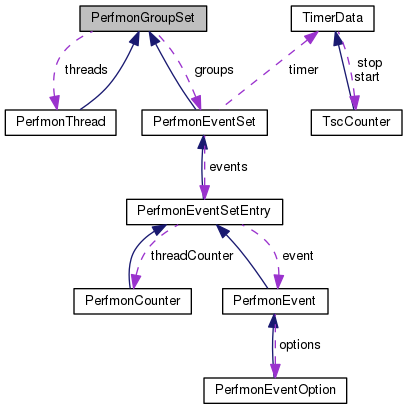 PerfmonGroupSet
TimerData
threads
groups
timer
stop
start
PerfmonThread
PerfmonEventSet
TscCounter
events
PerfmonEventSetEntry
threadCounter
event
PerfmonCounter
PerfmonEvent
options
PerfmonEventOption